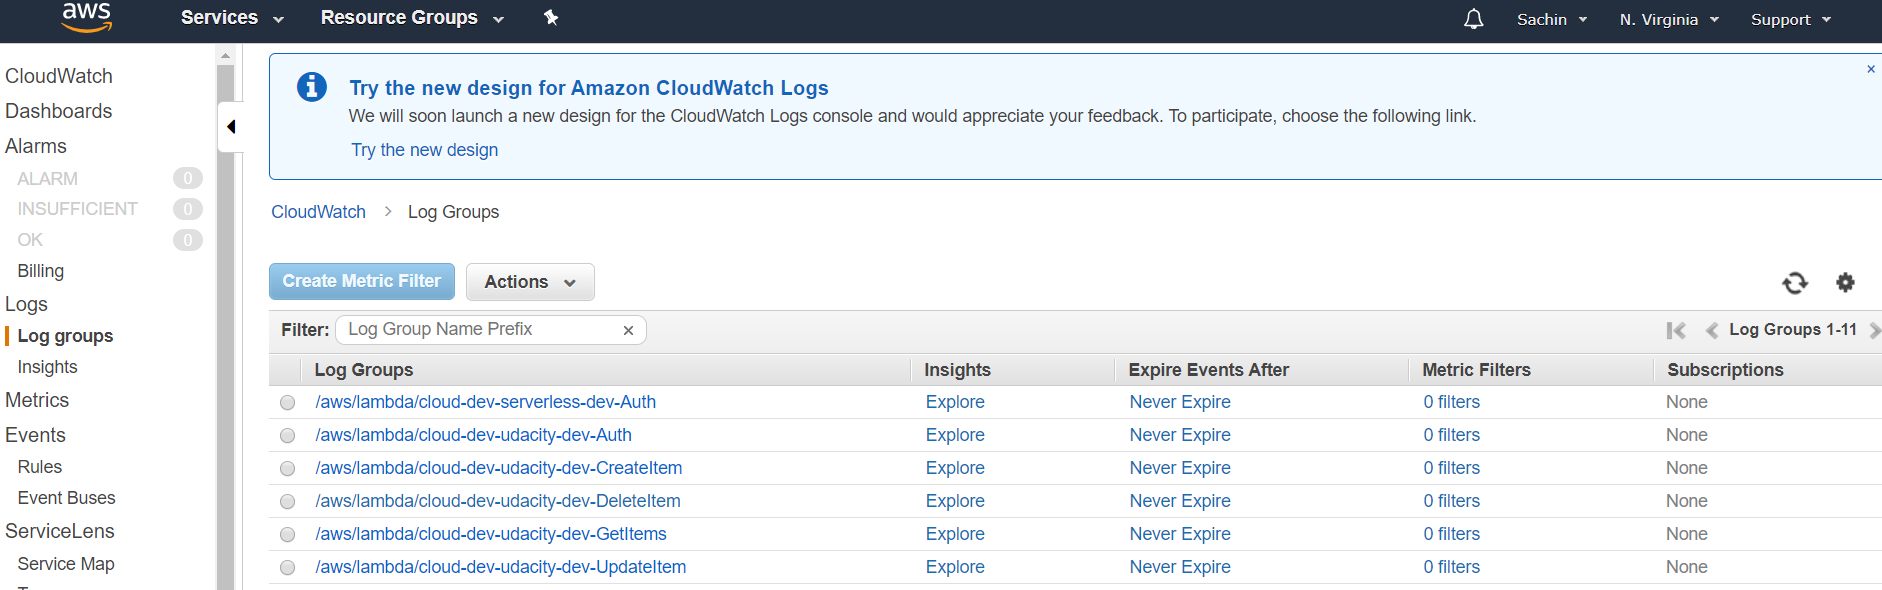 aws Services Resource Groups Sachin N. Virginia Support
CloudWatch
Dashboards
Alarms
ALARM 0
INSUFFICIENT 0
OK 0
Billing
Logs
Log groups
Insights
Metrics
Events
Rules
Event Buses
ServiceLens
Service Map
Try the new design for Amazon CloudWatch Logs
We will soon launch a new design for the CloudWatch Logs console and would appreciate your feedback. To participate, choose the following link.
Try the new design
CloudWatch > Log Groups
Create Metric Filter Actions
Filter: Log Group Name Prefix × Log Groups 1-11
Log Groups Insights Expire Events After Metric Filters Subscriptions
/aws/lambda/cloud-dev-serverless-dev-Auth Explore Never Expire 0 filters None
/aws/lambda/cloud-dev-udacity-dev-Auth Explore Never Expire 0 filters None
/aws/lambda/cloud-dev-udacity-dev-CreateItem Explore Never Expire 0 filters None
/aws/lambda/cloud-dev-udacity-dev-DeleteItem Explore Never Expire 0 filters None
/aws/lambda/cloud-dev-udacity-dev-GetItems Explore Never Expire 0 filters None
/aws/lambda/cloud-dev-udacity-dev-UpdateItem Explore Never Expire 0 filters None